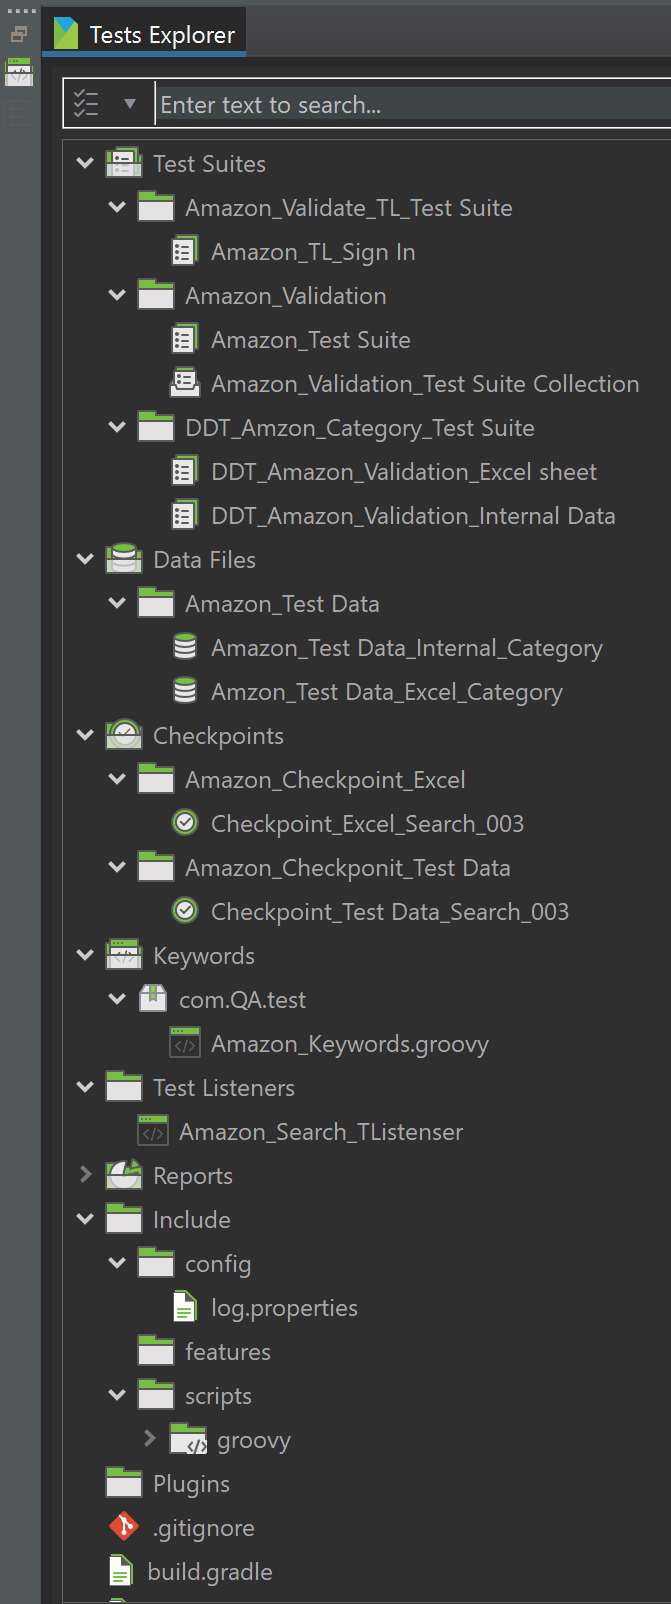 Tests Explorer
Enter text to search...
Test Suites
Amazon_Validate_TL_Test Suite
Amazon_TL_Sign In
Amazon_Validation
Amazon_Test Suite
Amazon_Validation_Test Suite Collection
DDT_Amzon_Category_Test Suite
DDT_Amazon_Validation_Excel sheet
DDT_Amazon_Validation_Internal Data
Data Files
Amazon_Test Data
Amazon_Test Data_Internal_Category
Amzon_Test Data_Excel_Category
Checkpoints
Amazon_Checkpoint_Excel
Checkpoint_Excel_Search_003
Amazon_Checkponit_Test Data
Checkpoint_Test Data_Search_003
Keywords
com.QA.test
Amazon_Keywords.groovy
Test Listeners
Amazon_Search_TListenser
Reports
Include
config
log.properties
features
scripts
groovy
Plugins
.gitignore
build.gradle